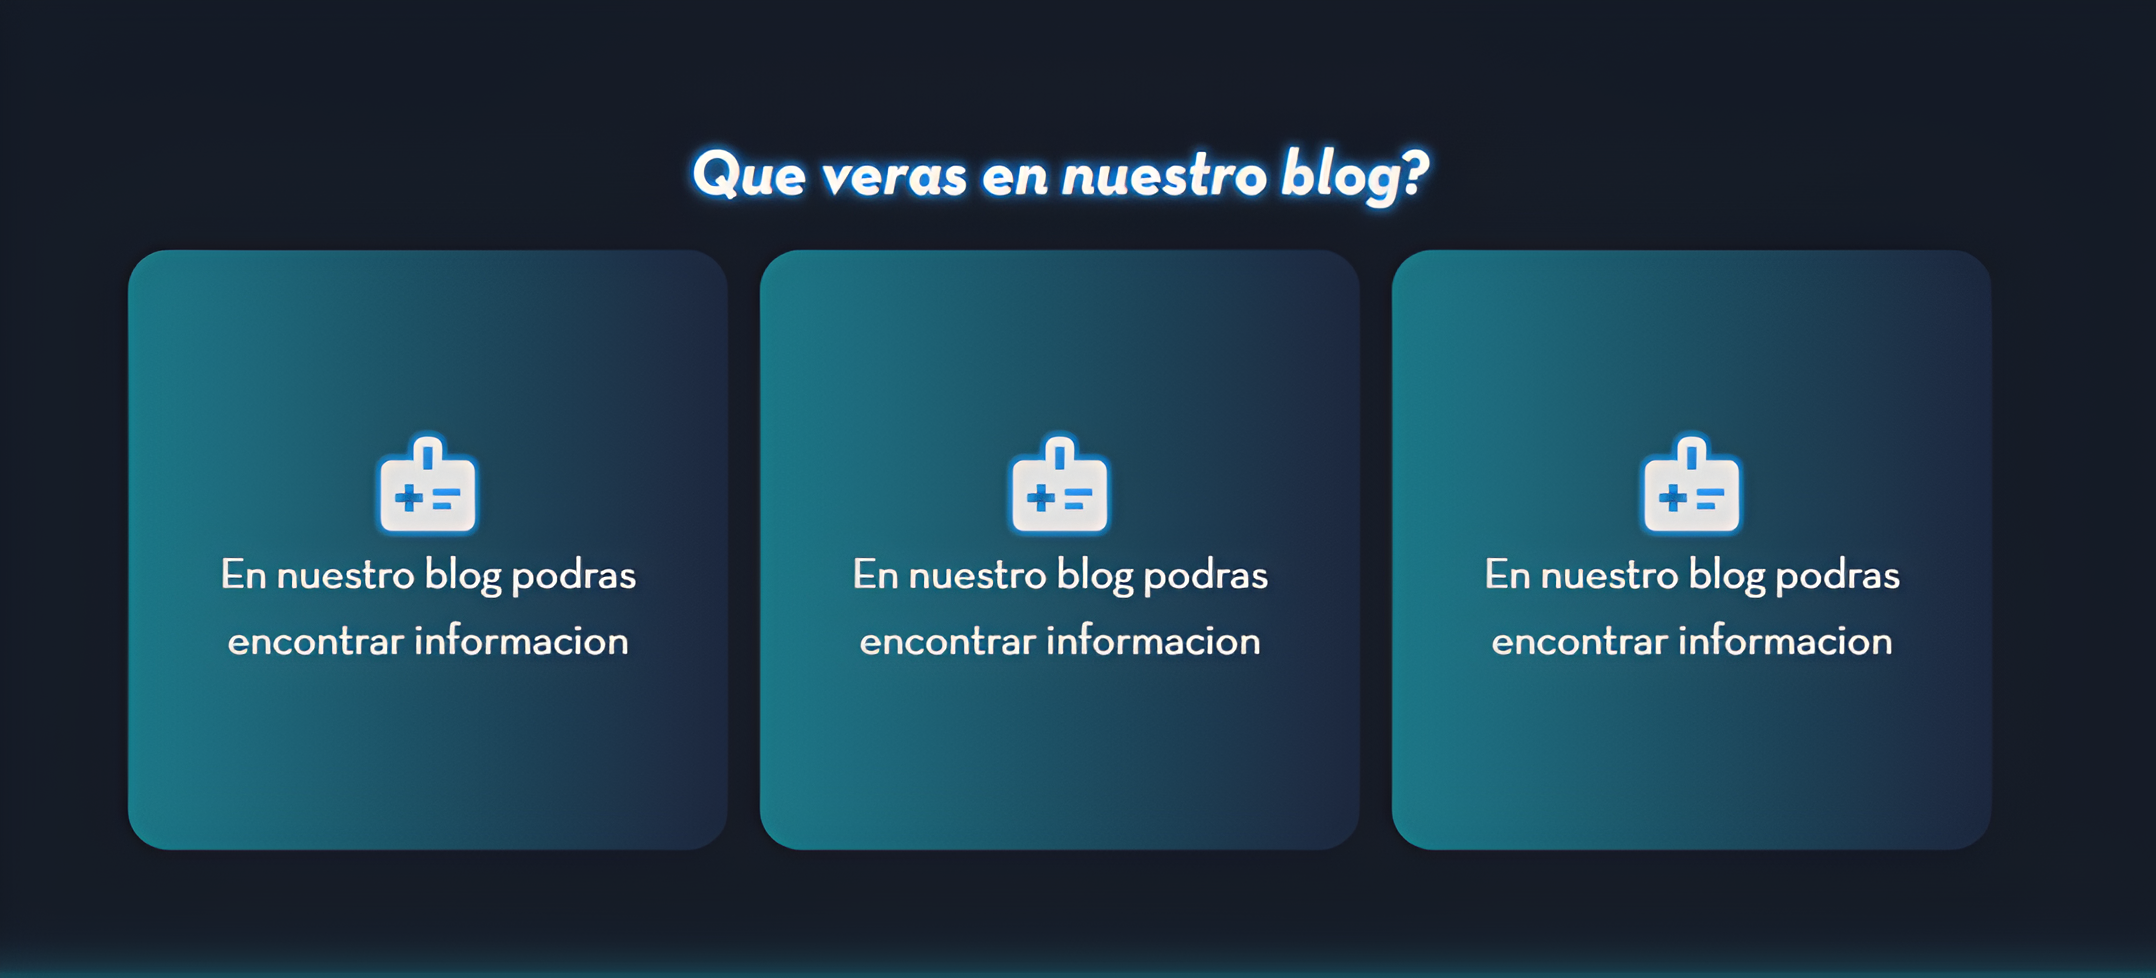 Que veras en nuestro blog?
En nuestro blog podras
encontrar informacion
En nuestro blog podras
encontrar informacion
En nuestro blog podras
encontrar informacion